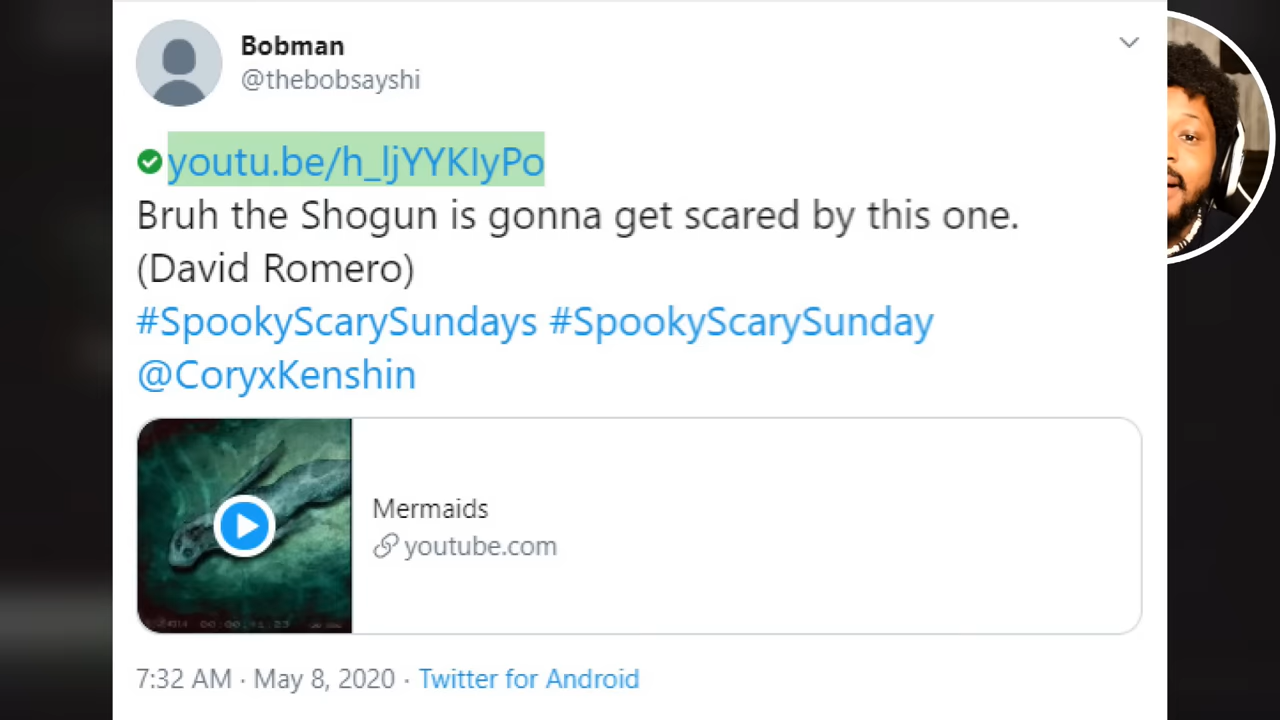 Bobman
@thebobsayshi
youtu.be/h_ljYYKIyPo
Bruh the Shogun is gonna get scared by this one.
(David Romero)
#SpookyScarySundays #SpookyScarySunday
@CoryxKenshin
Mermaids
youtube.com
7:32 AM · May 8, 2020 · Twitter for Android